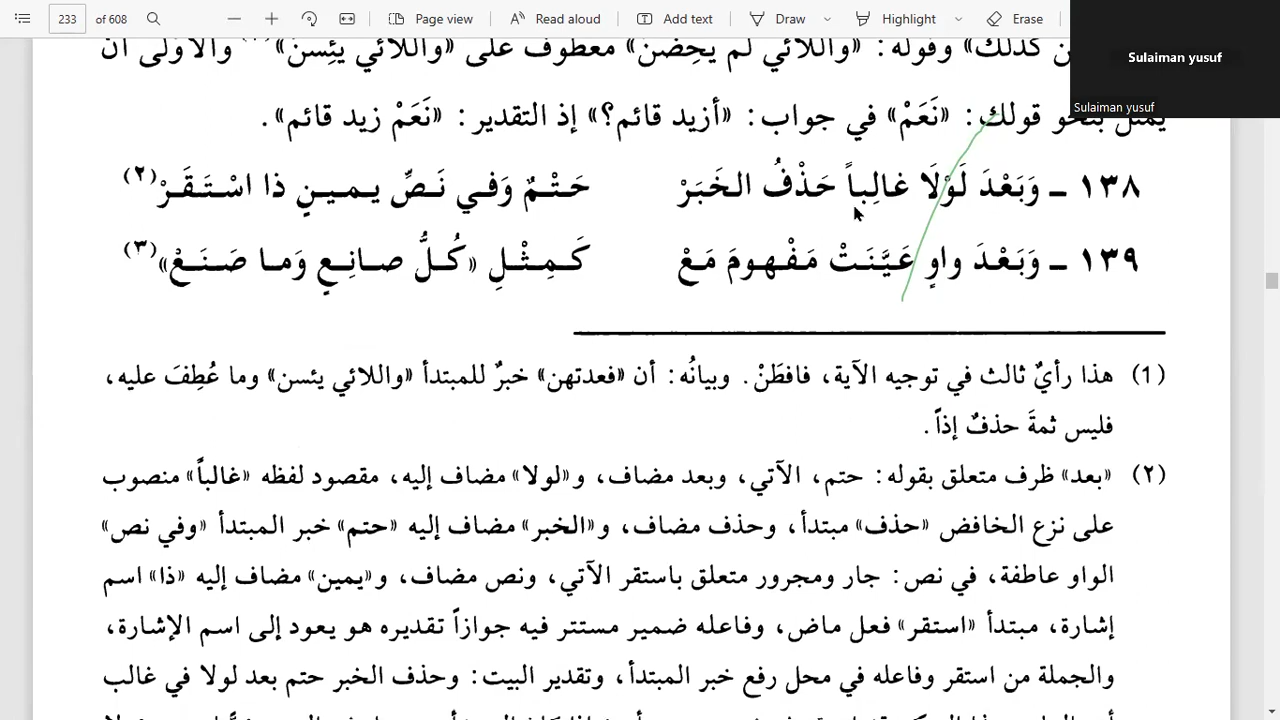 233 of 608 Page view Read aloud Add text Draw Highlight Erase
Sulaiman yusuf
Sulaiman yusuf
كذلك» وقوله: «واللائي لم يحِضْنَ» معطوف على «واللائي يَئِسنَ» والأولى أن
يمثل بنحو قولك: «نَعَمْ» في جواب: «أزيد قائم؟» إذ التقدير: «نَعَمْ زيد قائم».
١٣٨ - وَبَعْدَ لَوْلَا غالِباً حَذْفُ الخَبَرْ حَتْمٌ وَفي نَصِّ يمينٍ ذا اسْتَقَرْ(٢)
١٣٩ - وَبَعْدَ واوٍ عَيَّنَتْ مَفْهومَ مَعْ كَمِثْلِ «كُلُّ صانِعٍ وَما صَنَعْ»(٣)
(١) هذا رأيٌ ثالث في توجيه الآية، فافطَنْ. وبيانُه: أن «فعدتهن» خبرٌ للمبتدأ «واللائي يئسن» وما عُطِفَ عليه،
فليس ثمةَ حذفٌ إذاً.
(٢) «بعد» ظرف متعلق بقوله: حتم، الآتي، وبعد مضاف، و«لولا» مضاف إليه، مقصود لفظه «غالباً» منصوب
على نزع الخافض «حذف» مبتدأ، وحذف مضاف، و«الخبر» مضاف إليه «حتم» خبر المبتدأ «وفي نص»
الواو عاطفة، في نص: جار ومجرور متعلق باستقر الآتي، ونص مضاف، و«يمين» مضاف إليه «ذا» اسم
إشارة، مبتدأ «استقر» فعل ماض، وفاعله ضمير مستتر فيه جوازاً تقديره هو يعود إلى اسم الإشارة،
والجملة من استقر وفاعله في محل رفع خبر المبتدأ، وتقدير البيت: وحذف الخبر حتم بعد لولا في غالب